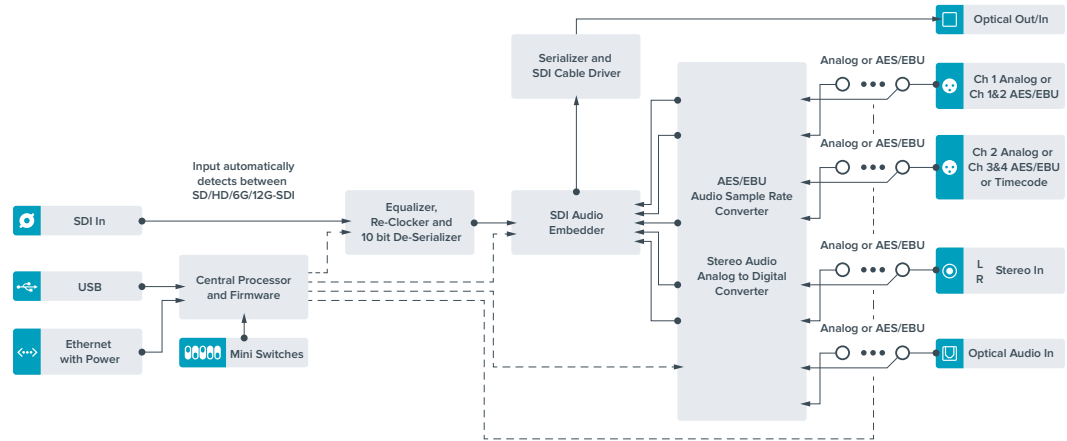 Optical Out/In
Serializer and
SDI Cable Driver
Analog or AES/EBU
Ch 1 Analog or
Ch 1&2 AES/EBU
Analog or AES/EBU
Ch 2 Analog or
Ch 3&4 AES/EBU
or Timecode
Input automatically
detects between
SD/HD/6G/12G-SDI
AES/EBU
Audio Sample Rate
Converter
SDI In
Equalizer,
Re-Clocker and
10 bit De-Serializer
SDI Audio
Embedder
Analog or AES/EBU
Stereo Audio
Analog to Digital
Converter
L
R
Stereo In
USB
Central Processor
and Firmware
Ethernet
with Power
Mini Switches
Analog or AES/EBU
Optical Audio In